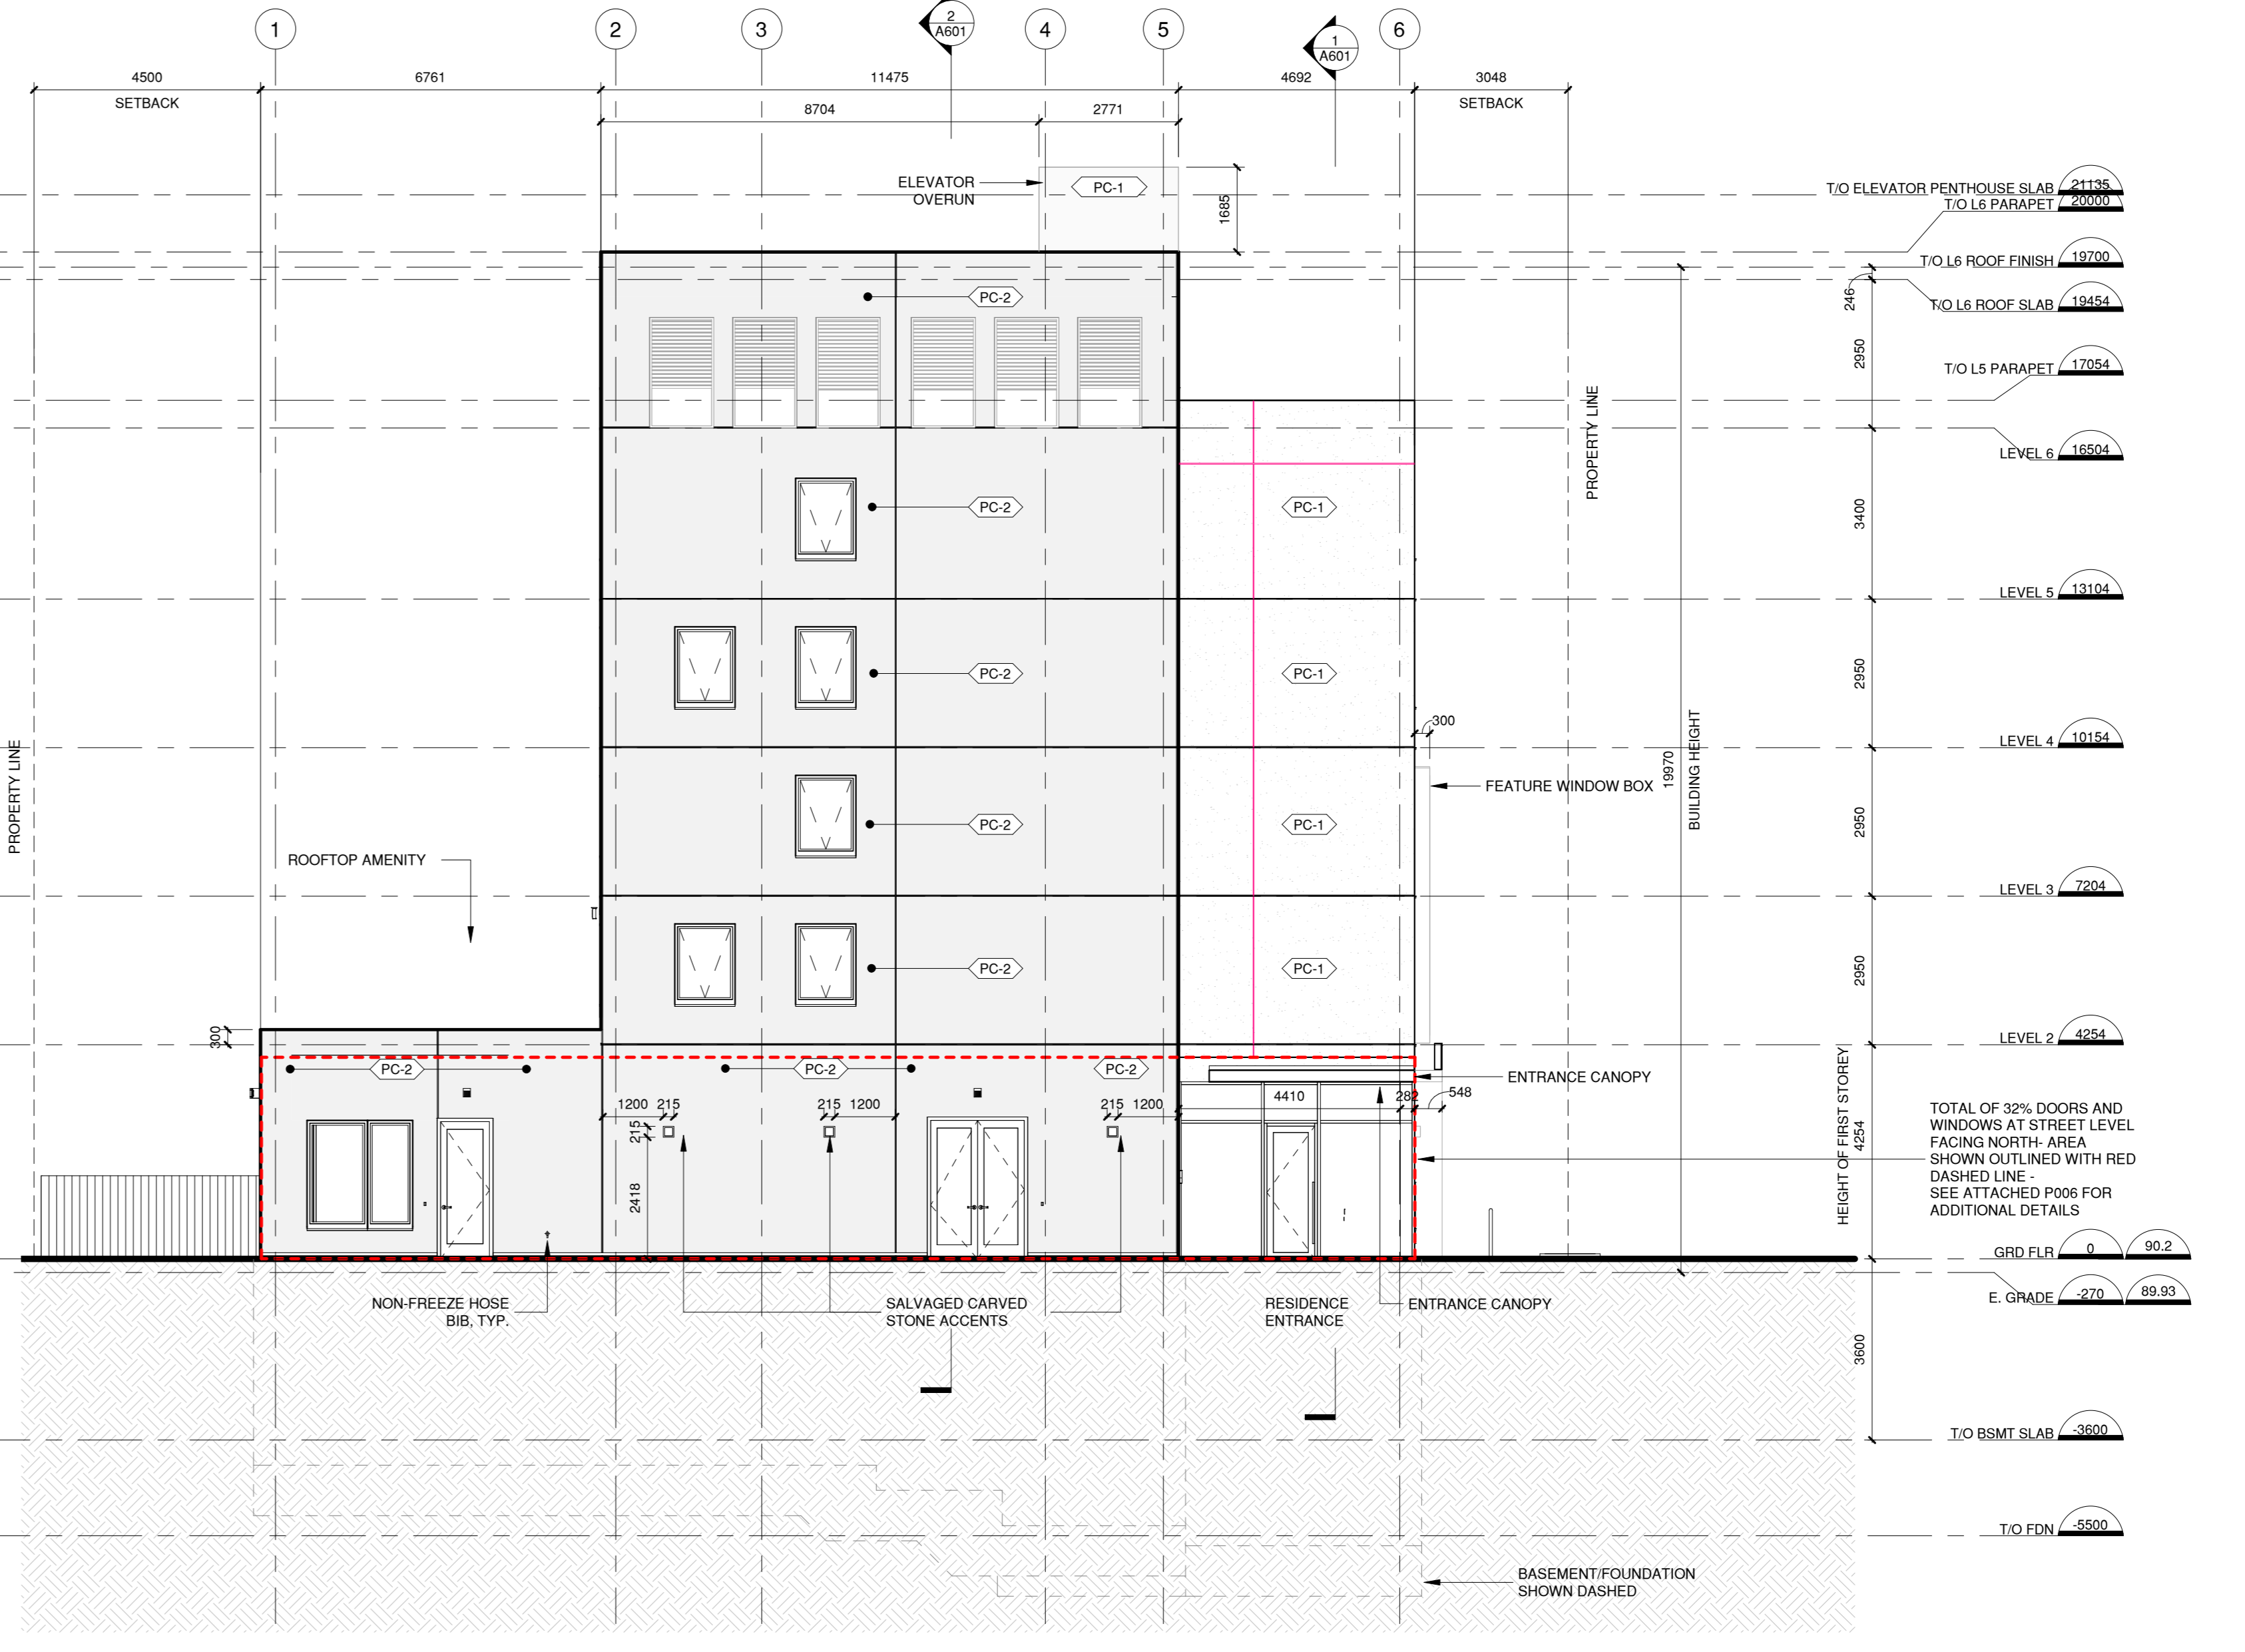 1
2
3
2
A601
4
5
1
A601
6
4500
SETBACK
6761
11475
4692
3048
SETBACK
8704
2771
ELEVATOR
OVERUN
PC-1
1685
T/O ELEVATOR PENTHOUSE SLAB 21135
T/O L6 PARAPET 20000
T/O L6 ROOF FINISH 19700
246
T/O L6 ROOF SLAB 19454
PC-2
2950
T/O L5 PARAPET 17054
PROPERTY LINE
LEVEL 6 16504
PC-2
PC-1
3400
LEVEL 5 13104
PC-2
PC-1
2950
300
LEVEL 4 10154
PROPERTY LINE
19970
BUILDING HEIGHT
FEATURE WINDOW BOX
PC-2
PC-1
2950
ROOFTOP AMENITY
LEVEL 3 7204
PC-2
PC-1
2950
300
LEVEL 2 4254
PC-2
PC-2
PC-2
ENTRANCE CANOPY
1200
215
215
1200
215
1200
4410
282
548
215
2418
HEIGHT OF FIRST STOREY
4254
TOTAL OF 32% DOORS AND
WINDOWS AT STREET LEVEL
FACING NORTH- AREA
SHOWN OUTLINED WITH RED
DASHED LINE -
SEE ATTACHED P006 FOR
ADDITIONAL DETAILS
GRD FLR 0 90.2
E. GRADE -270 89.93
NON-FREEZE HOSE
BIB, TYP.
SALVAGED CARVED
STONE ACCENTS
RESIDENCE
ENTRANCE
ENTRANCE CANOPY
3600
T/O BSMT SLAB -3600
T/O FDN -5500
BASEMENT/FOUNDATION
SHOWN DASHED